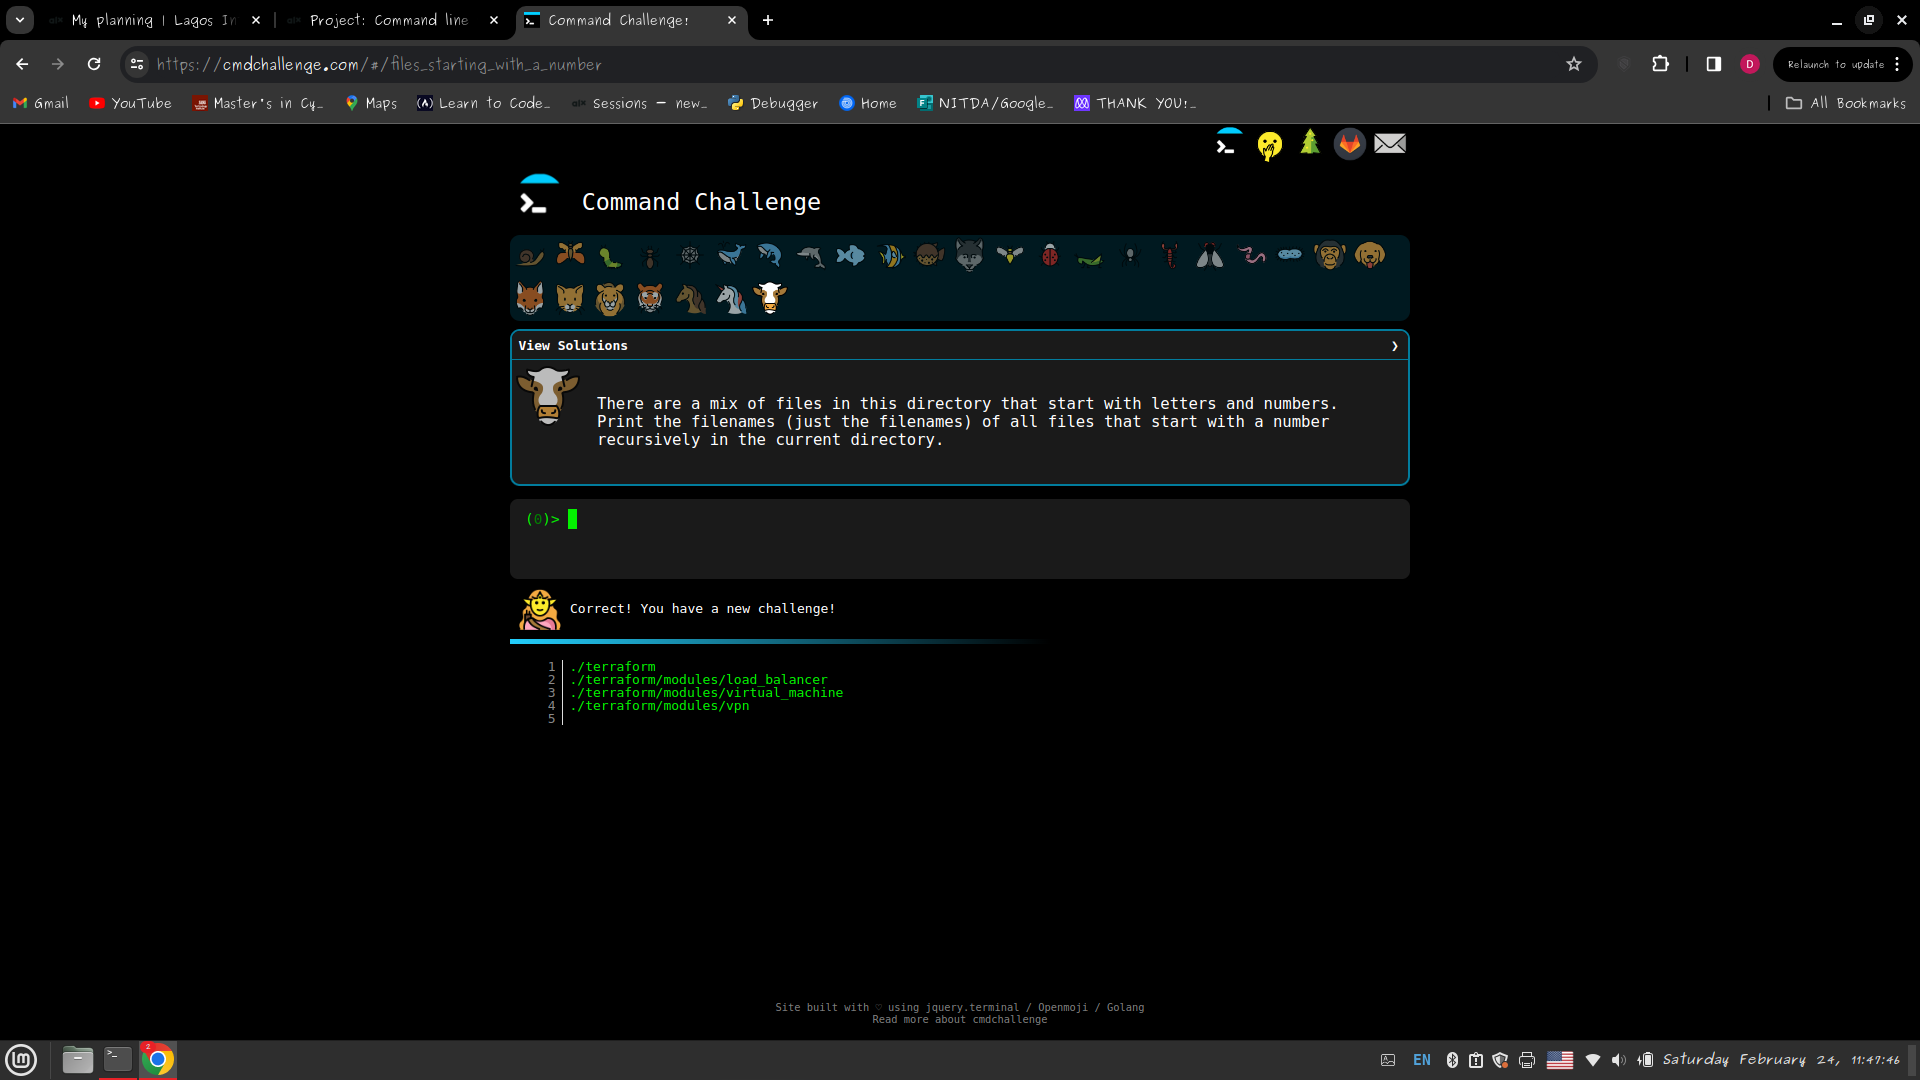 My planning | Lagos In
Project: Command line
Command Challenge!
https://cmdchallenge.com/#/files_starting_with_a_number
D
Relaunch to update
Gmail
YouTube
Master's in Cy…
Maps
Learn to Code…
Sessions – new…
Debugger
Home
NITDA/Google…
THANK YOU!…
All Bookmarks
Command Challenge
View Solutions
There are a mix of files in this directory that start with letters and numbers.
Print the filenames (just the filenames) of all files that start with a number
recursively in the current directory.
(0)>
Correct! You have a new challenge!
1 ./terraform
2 ./terraform/modules/load_balancer
3 ./terraform/modules/virtual_machine
4 ./terraform/modules/vpn
5
Site built with ♡ using jquery.terminal / Openmoji / Golang
Read more about cmdchallenge
2
EN
Saturday February 24, 11:47:46